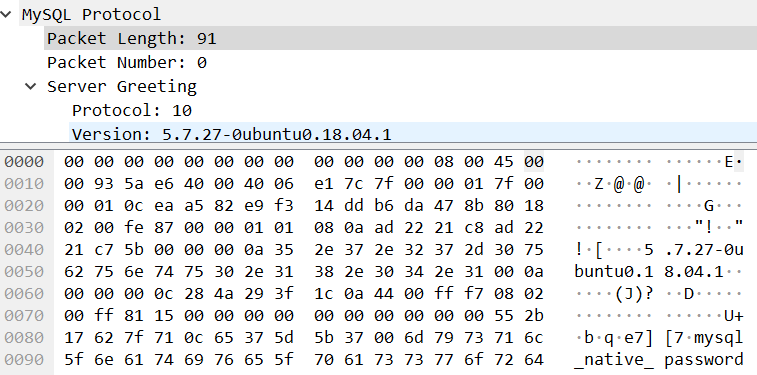 MySQL Protocol
Packet Length: 91
Packet Number: 0
Server Greeting
Protocol: 10
Version: 5.7.27-0ubuntu0.18.04.1
0000 00 00 00 00 00 00 00 00 00 00 00 00 08 00 45 00 ········ ······E·
0010 00 93 5a e6 40 00 40 06 e1 7c 7f 00 00 01 7f 00 ··Z·@·@· ·|······
0020 00 01 0c ea a5 82 e9 f3 14 dd b6 da 47 8b 80 18 ········ ····G···
0030 02 00 fe 87 00 00 01 01 08 0a ad 22 21 c8 ad 22 ········ ···"!··"
0040 21 c7 5b 00 00 00 0a 35 2e 37 2e 32 37 2d 30 75 !·[····5 .7.27-0u
0050 62 75 6e 74 75 30 2e 31 38 2e 30 34 2e 31 00 0a buntu0.1 8.04.1··
0060 00 00 00 0c 28 4a 29 3f 1c 0a 44 00 ff f7 08 02 ····(J)? ··D·····
0070 00 ff 81 15 00 00 00 00 00 00 00 00 00 00 55 2b ········ ······U+
0080 17 62 7f 71 0c 65 37 5d 5b 37 00 6d 79 73 71 6c ·b·q·e7] [7·mysql
0090 5f 6e 61 74 69 76 65 5f 70 61 73 73 77 6f 72 64 _native_ password